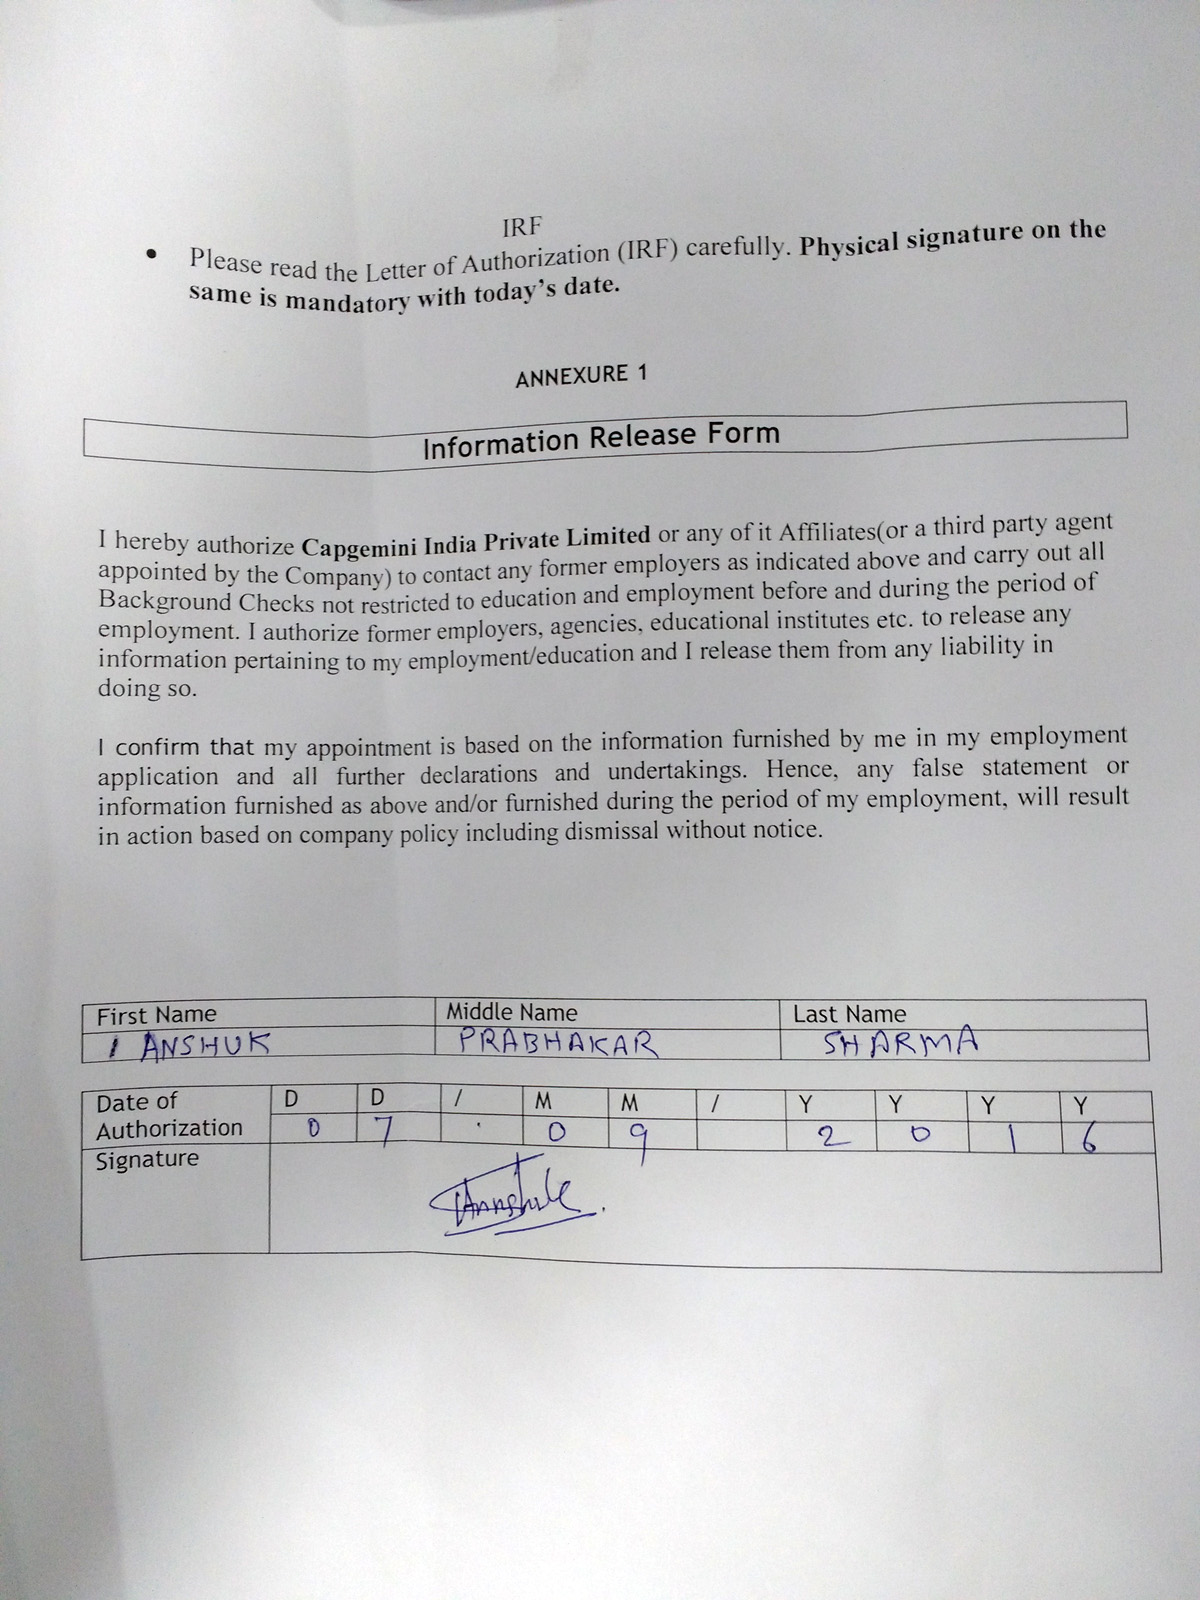 IRF
• Please read the Letter of Authorization (IRF) carefully. Physical signature on the
same is mandatory with today's date.
ANNEXURE 1
Information Release Form
I hereby authorize Capgemini India Private Limited or any of it Affiliates(or a third party agent
appointed by the Company) to contact any former employers as indicated above and carry out all
Background Checks not restricted to education and employment before and during the period of
employment. I authorize former employers, agencies, educational institutes etc. to release any
information pertaining to my employment/education and I release them from any liability in
doing so.
I confirm that my appointment is based on the information furnished by me in my employment
application and all further declarations and undertakings. Hence, any false statement or
information furnished as above and/or furnished during the period of my employment, will result
in action based on company policy including dismissal without notice.
First Name Middle Name Last Name
ANSHUK PRABHAKAR SHARMA
Date of D D / M M / Y Y Y Y
Authorization 0 7 0 9 2 0 1 6
Signature